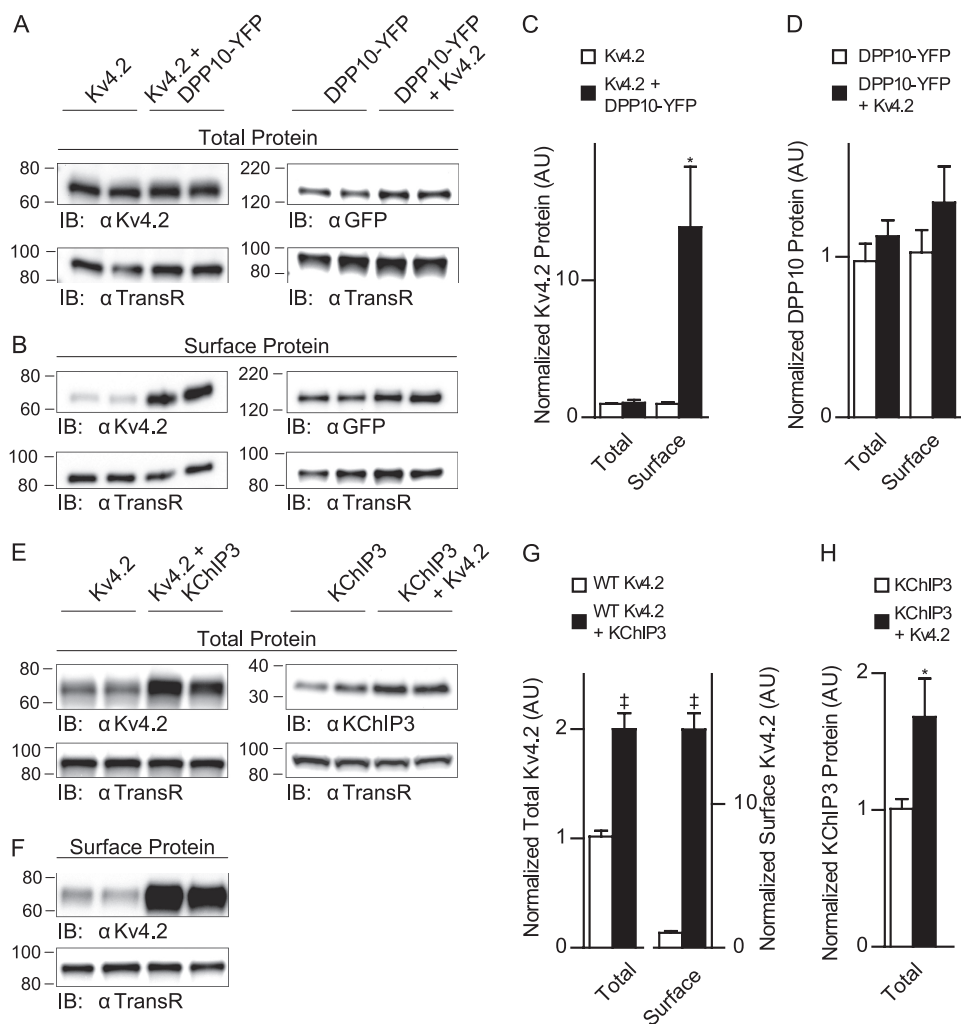 A
Kv4.2
Kv4.2 +
DPP10-YFP
DPP10-YFP
DPP10-YFP
+ Kv4.2
Total Protein
80
60
IB: α Kv4.2
220
120
IB: α GFP
100
80
IB: α TransR
100
80
IB: α TransR
B
Surface Protein
80
60
IB: α Kv4.2
220
120
IB: α GFP
100
80
IB: α TransR
100
80
IB: α TransR
C
Kv4.2
Kv4.2 +
DPP10-YFP
Normalized Kv4.2 Protein (AU)
10
0
*
Total
Surface
D
DPP10-YFP
DPP10-YFP
+ Kv4.2
Normalized DPP10 Protein (AU)
1
0
Total
Surface
E
Kv4.2
Kv4.2 +
KChIP3
KChIP3
KChIP3
+ Kv4.2
Total Protein
80
60
IB: α Kv4.2
40
30
IB: α KChIP3
100
80
IB: α TransR
100
80
IB: α TransR
F
Surface Protein
80
60
IB: α Kv4.2
100
80
IB: α TransR
G
WT Kv4.2
WT Kv4.2
+ KChIP3
Normalized Total Kv4.2 (AU)
2
1
0
‡
‡
Total
Surface
10
0
Normalized Surface Kv4.2 (AU)
H
KChIP3
KChIP3
+ Kv4.2
Normalized KChIP3 Protein (AU)
2
1
0
*
Total